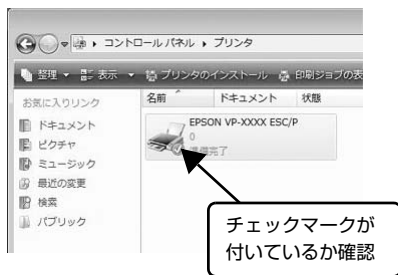 コントロール パネル ▸ プリンタ
整理 表示 プリンタのインストール 印刷ジョブの表
お気に入りリンク
ドキュメント
ピクチャ
ミュージック
最近の変更
検索
パブリック
名前 ドキュメント 状態
EPSON VP-XXXX ESC/P
0
準備完了
チェックマークが
付いているか確認